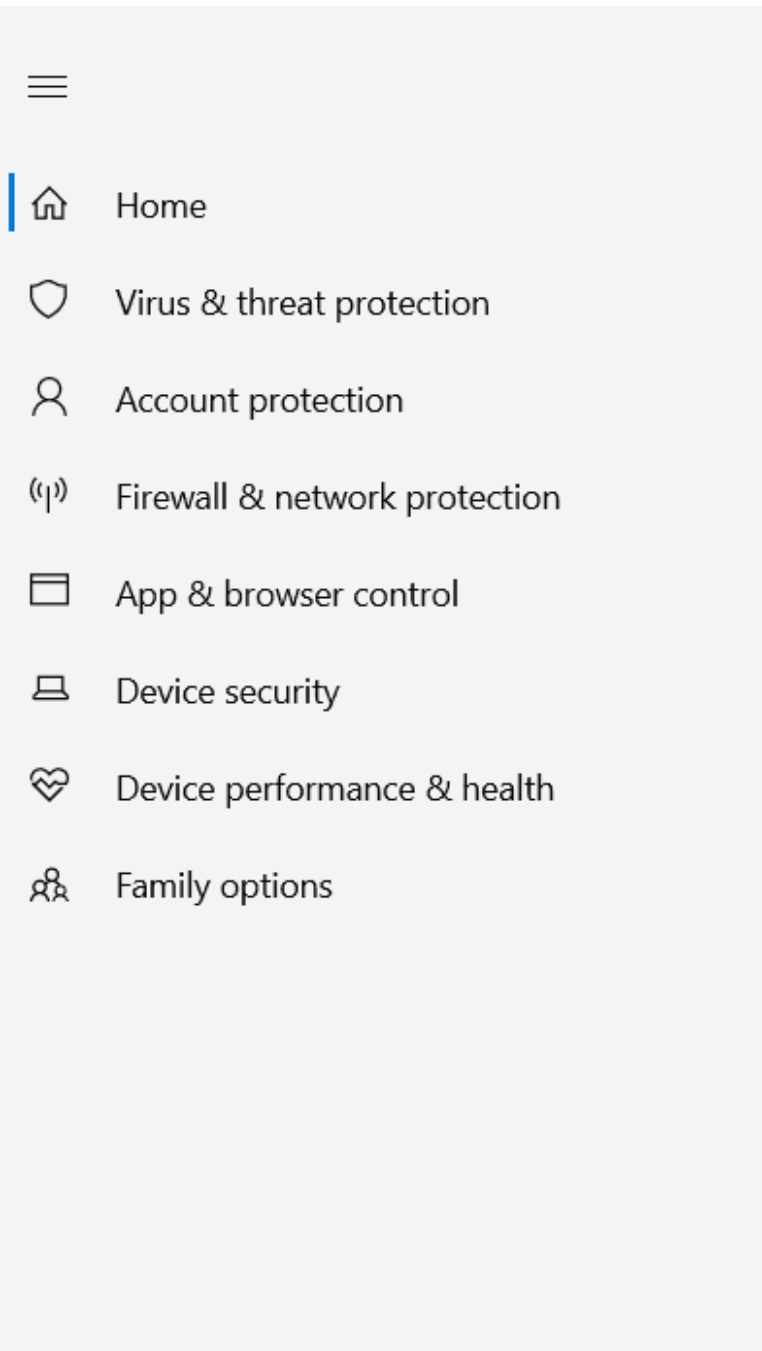 Home
Virus & threat protection
Account protection
Firewall & network protection
App & browser control
Device security
Device performance & health
Family options